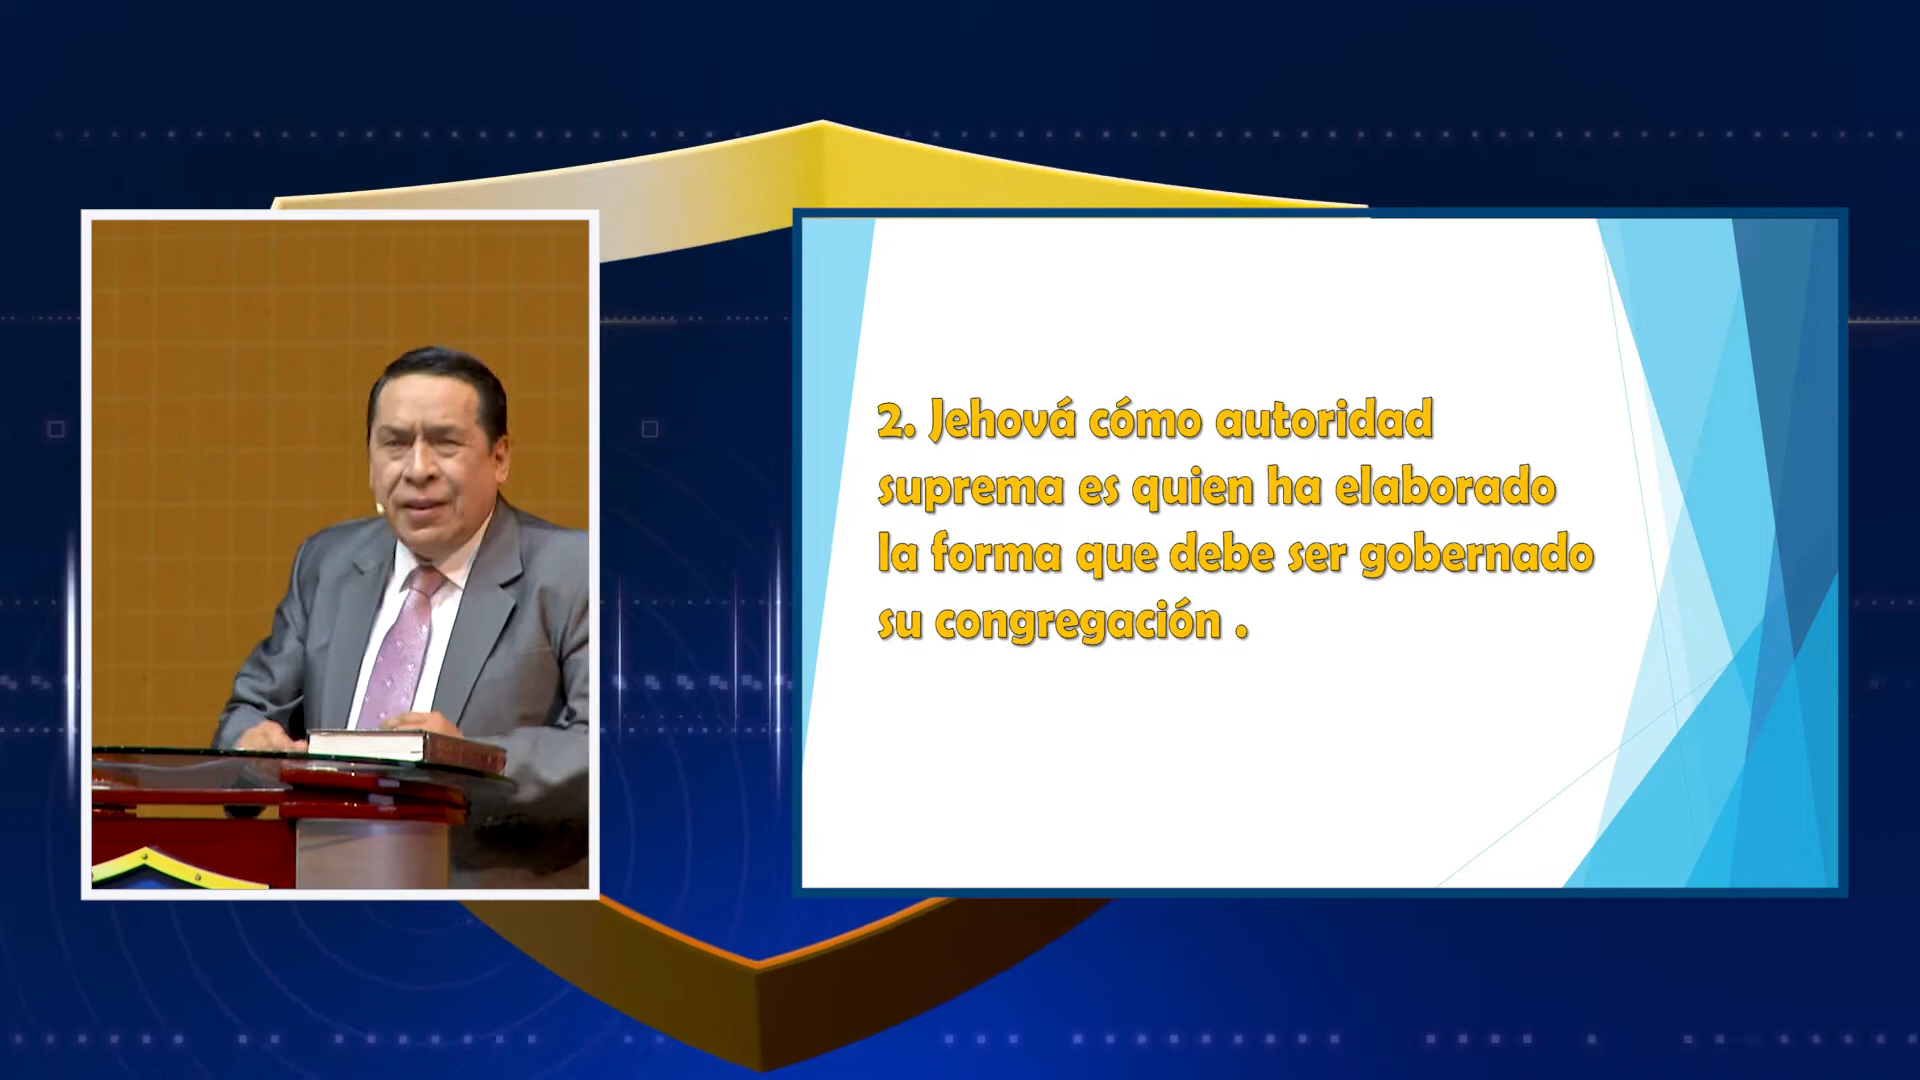 2. Jehová cómo autoridad
suprema es quien ha elaborado
la forma que debe ser gobernado
su congregación .